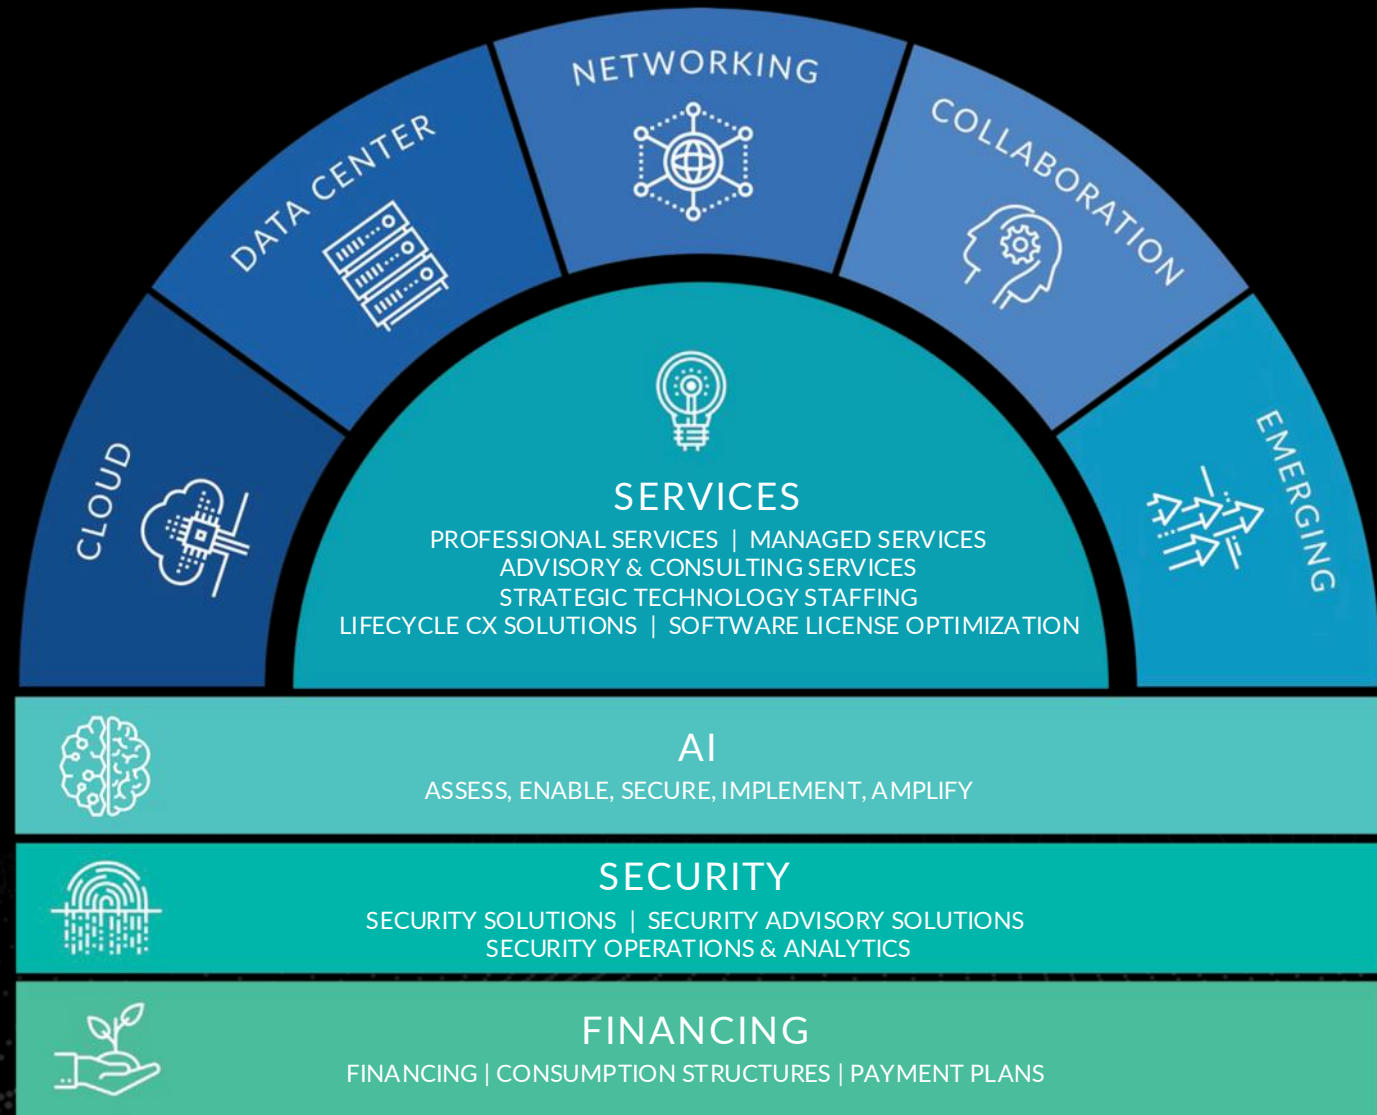 CLOUD
DATA CENTER
NETWORKING
COLLABORATION
EMERGING
SERVICES
PROFESSIONAL SERVICES | MANAGED SERVICES
ADVISORY & CONSULTING SERVICES
STRATEGIC TECHNOLOGY STAFFING
LIFECYCLE CX SOLUTIONS | SOFTWARE LICENSE OPTIMIZATION
AI
ASSESS, ENABLE, SECURE, IMPLEMENT, AMPLIFY
SECURITY
SECURITY SOLUTIONS | SECURITY ADVISORY SOLUTIONS
SECURITY OPERATIONS & ANALYTICS
FINANCING
FINANCING | CONSUMPTION STRUCTURES | PAYMENT PLANS